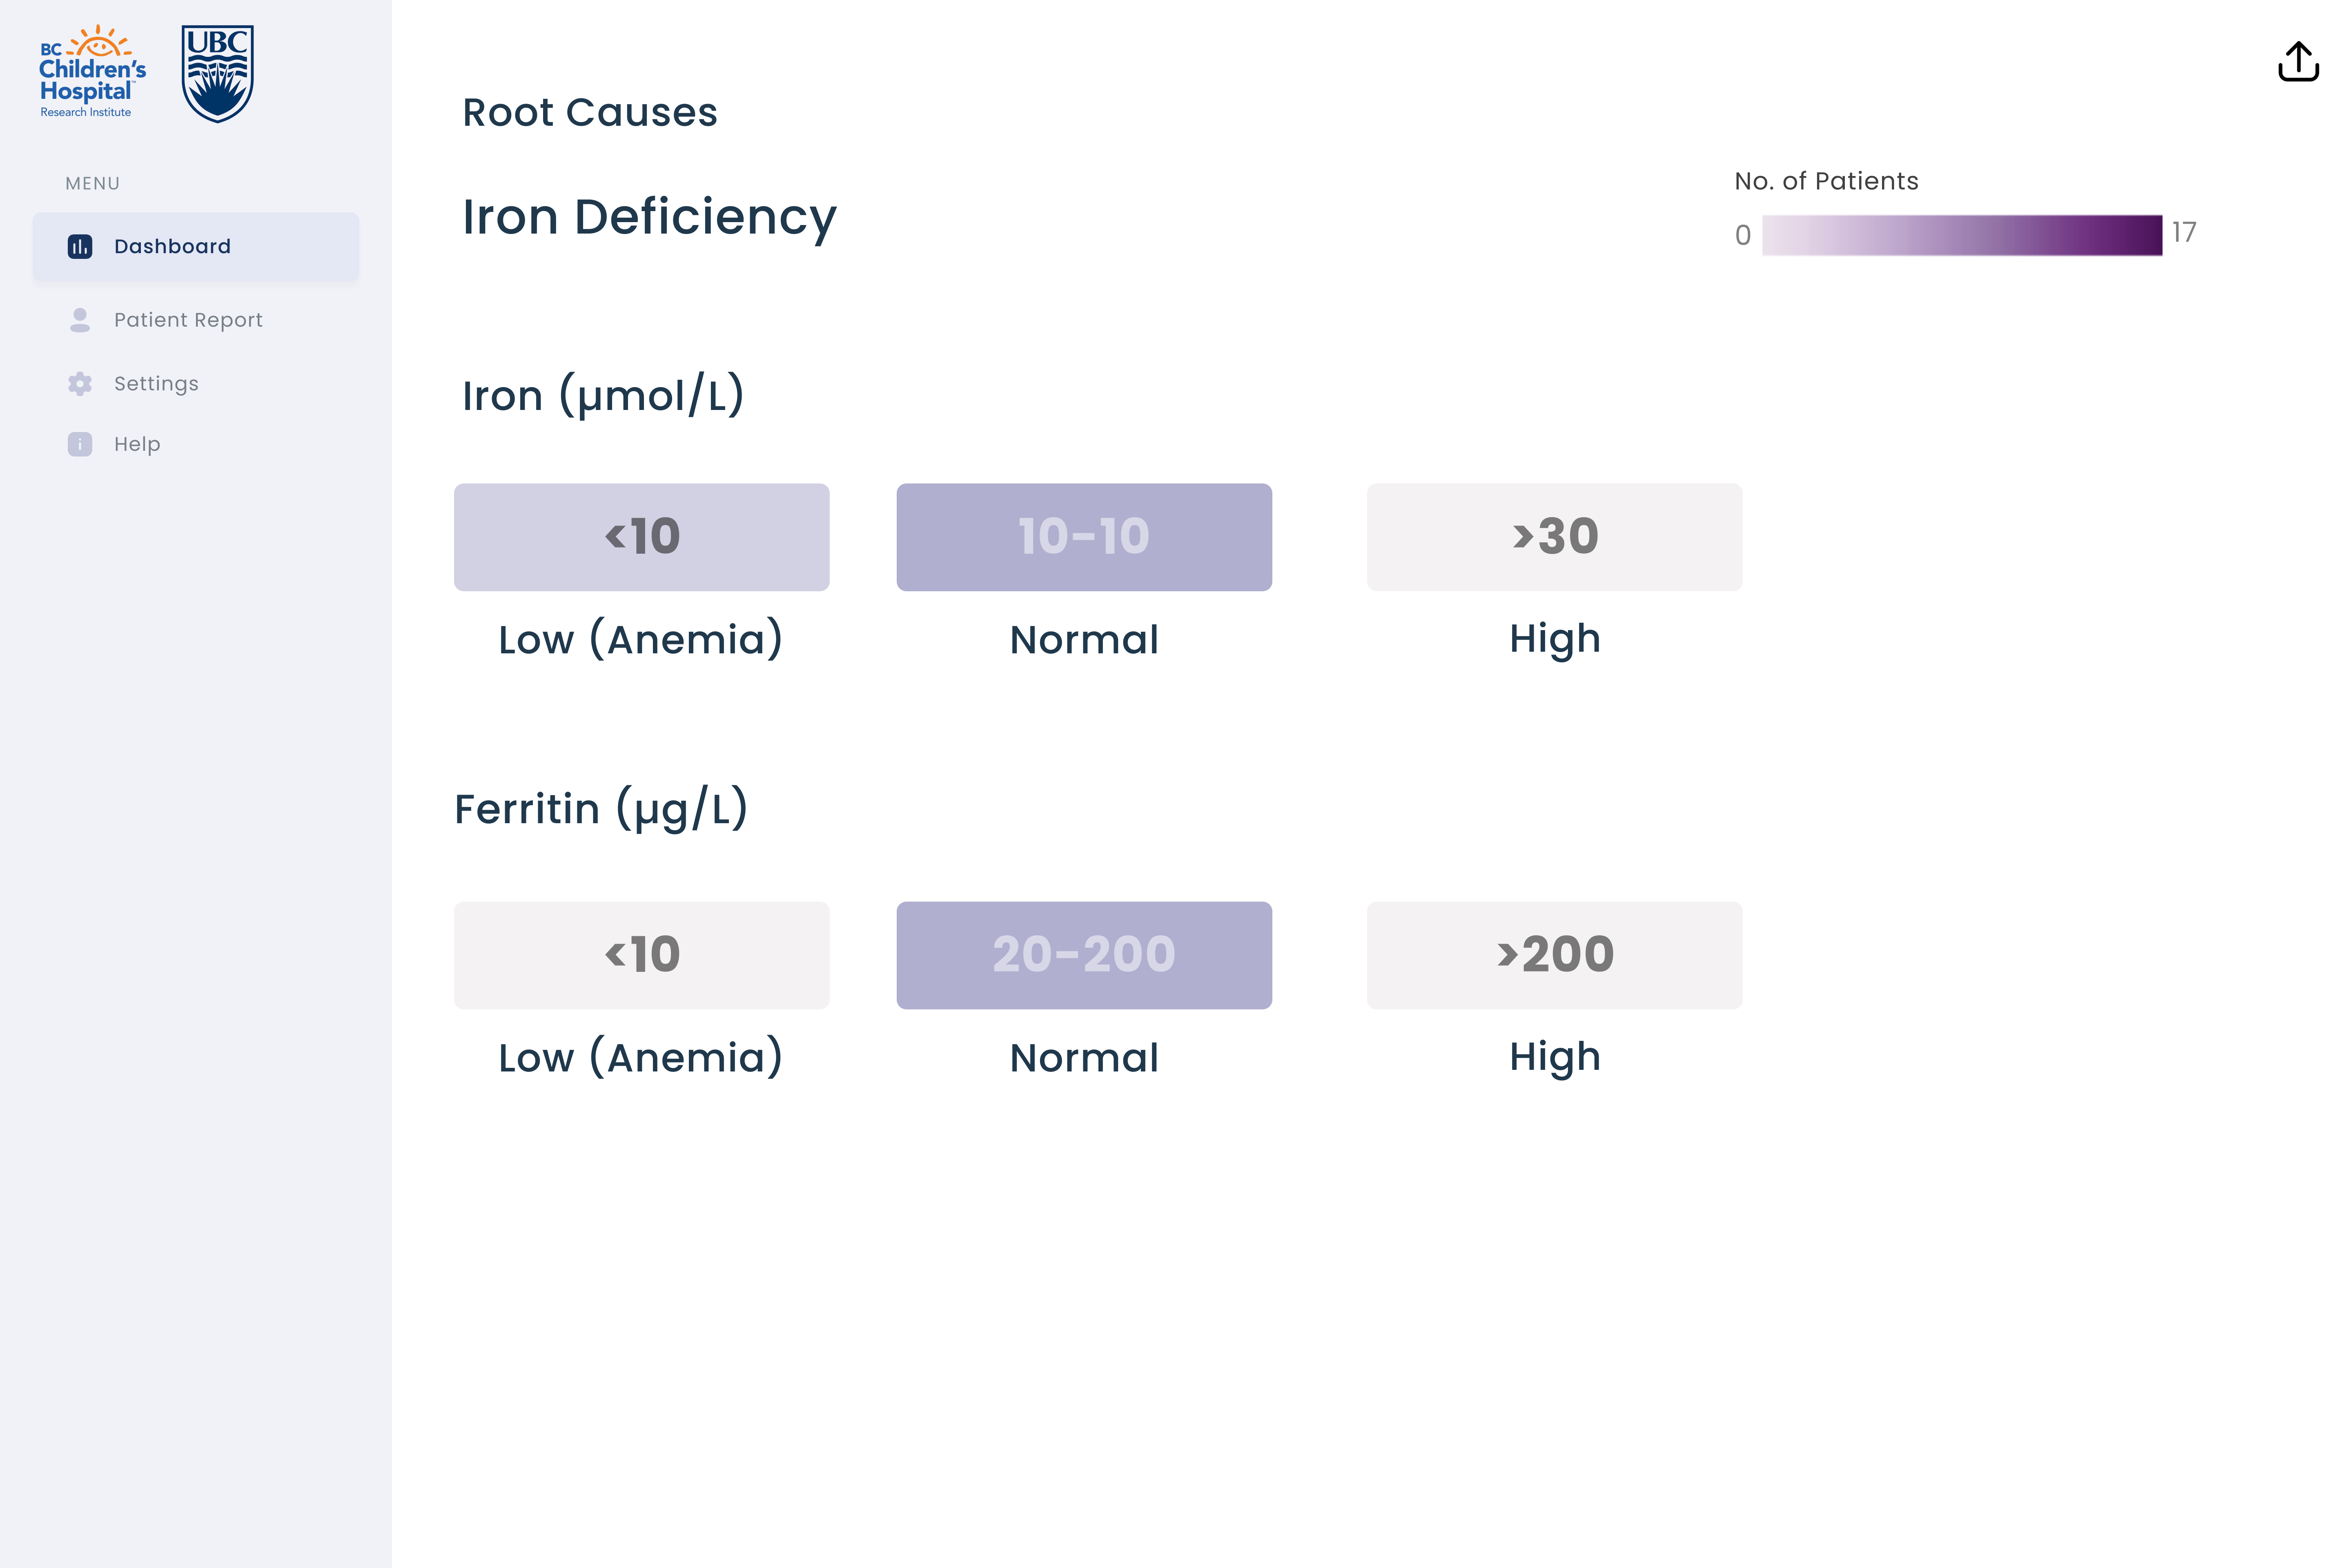 BC
Children's
Hospital™
Research Institute
UBC
MENU
Dashboard
Patient Report
Settings
Help
Root Causes
Iron Deficiency
No. of Patients
0
17
Iron (µmol/L)
<10
10-10
>30
Low (Anemia)
Normal
High
Ferritin (µg/L)
<10
20-200
>200
Low (Anemia)
Normal
High